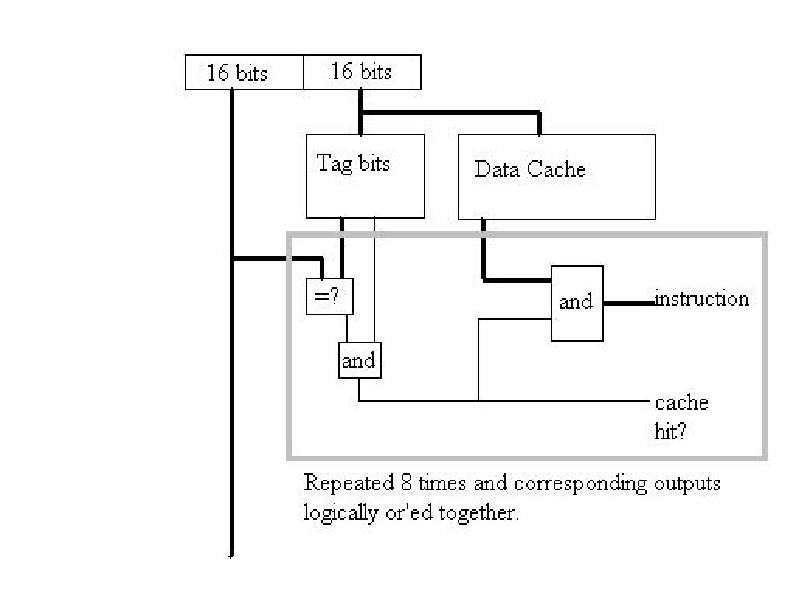 16 bits
16 bits
Tag bits
Data Cache
=?
and
instruction
and
cache
hit?
Repeated 8 times and corresponding outputs
logically or'ed together.